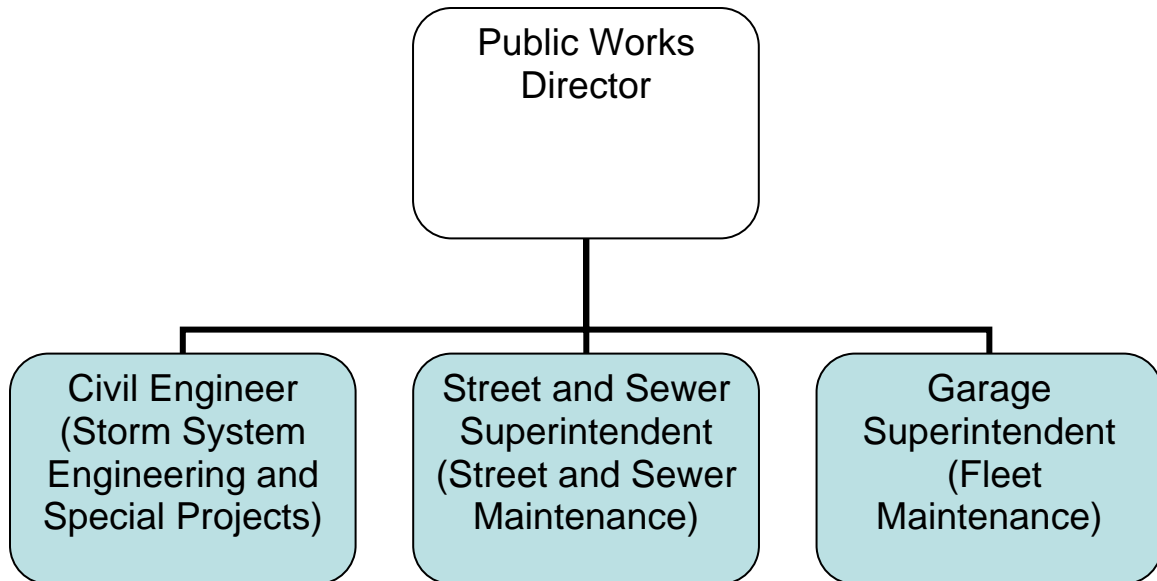 Public Works
Director
Civil Engineer
(Storm System
Engineering and
Special Projects)
Street and Sewer
Superintendent
(Street and Sewer
Maintenance)
Garage
Superintendent
(Fleet
Maintenance)